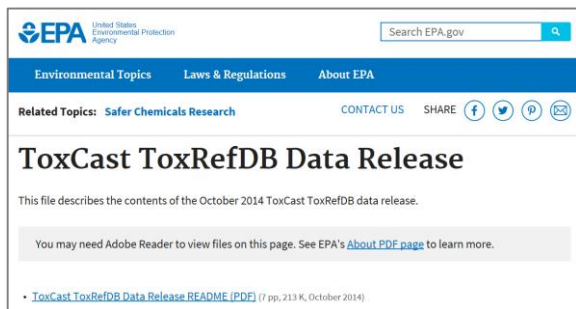 EPA
United States
Environmental Protection
Agency
Search EPA.gov
Environmental Topics Laws & Regulations About EPA
Related Topics: Safer Chemicals Research CONTACT US SHARE
ToxCast ToxRefDB Data Release
This file describes the contents of the October 2014 ToxCast ToxRefDB data release.
You may need Adobe Reader to view files on this page. See EPA's About PDF page to learn more.
• ToxCast ToxRefDB Data Release README (PDF) (7 pp, 213 K, October 2014)